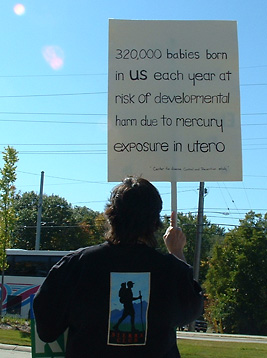 320,000 babies born
in US each year at
risk of developmental
harm due to mercury
exposure in utero